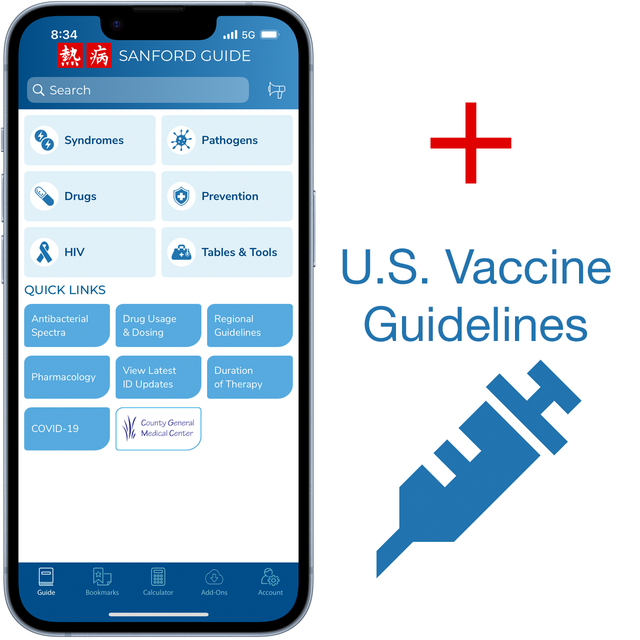 8:34
5G
熱 病 SANFORD GUIDE
Search
Syndromes
Pathogens
Drugs
Prevention
HIV
Tables & Tools
QUICK LINKS
Antibacterial
Spectra
Drug Usage
& Dosing
Regional
Guidelines
Pharmacology
View Latest
ID Updates
Duration
of Therapy
COVID-19
County General
Medical Center
Guide
Bookmarks
Calculator
Add-Ons
Account
+
U.S. Vaccine
Guidelines